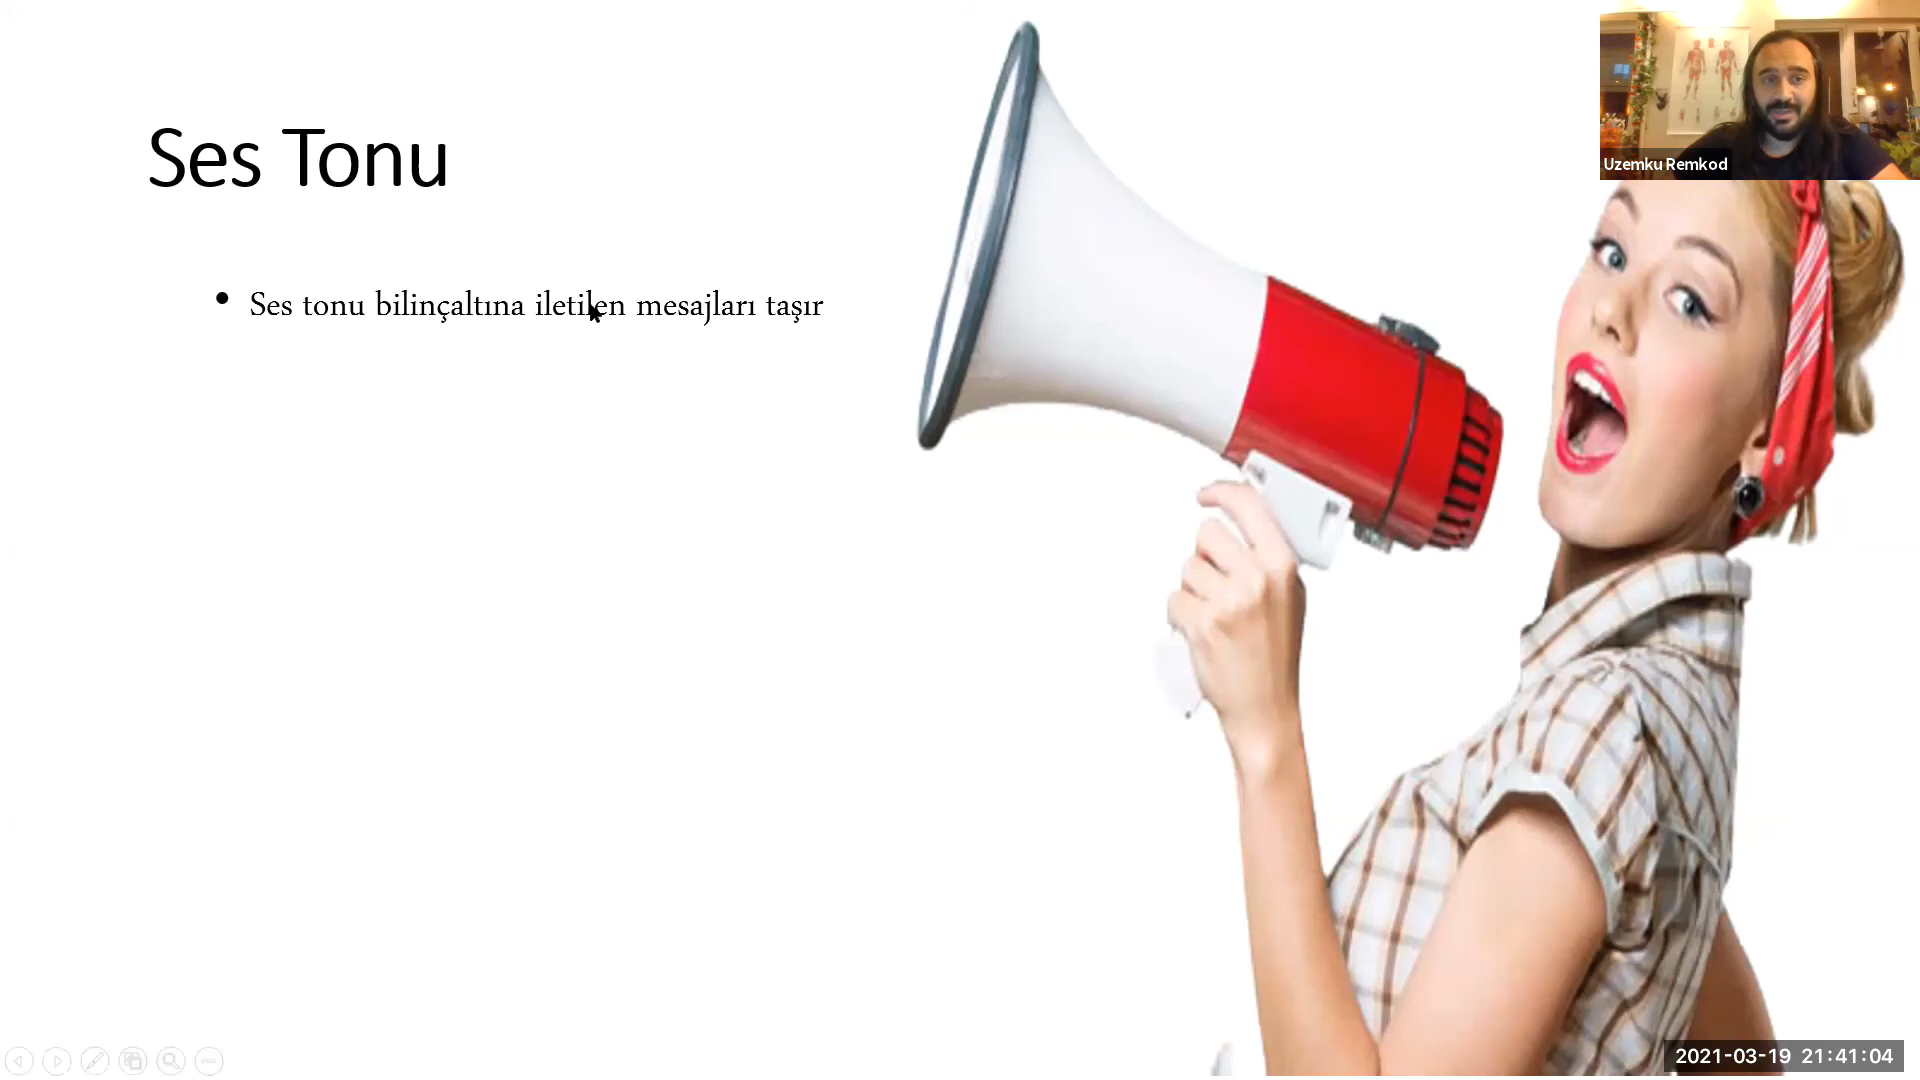 Ses Tonu
• Ses tonu bilinçaltına iletilen mesajları taşır
Uzemku Remkod
2021-03-19 21:41:04